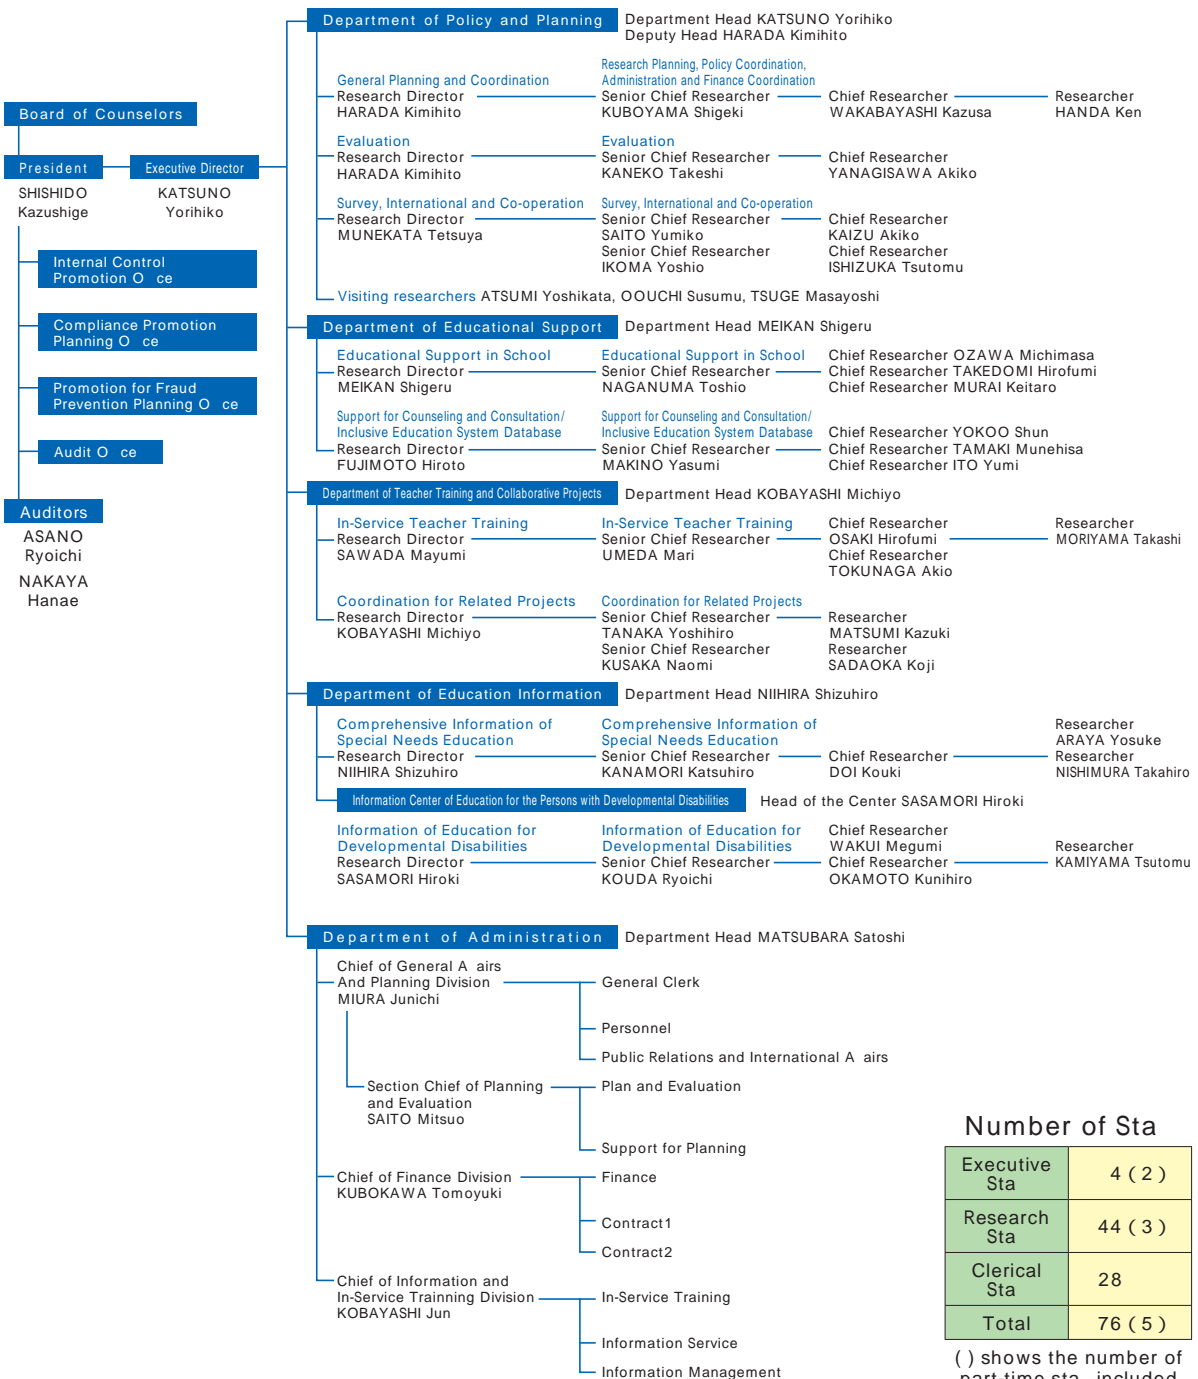 Board of Counselors
President
SHISHIDO
Kazushige
Executive Director
KATSUNO
Yorihiko
Internal Control
Promotion O ce
Compliance Promotion
Planning O ce
Promotion for Fraud
Prevention Planning O ce
Audit O ce
Auditors
ASANO
Ryoichi
NAKAYA
Hanae
Department of Policy and Planning
Department Head KATSUNO Yorihiko
Deputy Head HARADA Kimihito
General Planning and Coordination
Research Director
HARADA Kimihito
Research Planning, Policy Coordination,
Administration and Finance Coordination
Senior Chief Researcher
KUBOYAMA Shigeki
Chief Researcher
WAKABAYASHI Kazusa
Researcher
HANDA Ken
Evaluation
Research Director
HARADA Kimihito
Evaluation
Senior Chief Researcher
KANEKO Takeshi
Chief Researcher
YANAGISAWA Akiko
Survey, International and Co-operation
Research Director
MUNEKATA Tetsuya
Survey, International and Co-operation
Senior Chief Researcher
SAITO Yumiko
Senior Chief Researcher
IKOMA Yoshio
Chief Researcher
KAIZU Akiko
Chief Researcher
ISHIZUKA Tsutomu
Visiting researchers ATSUMI Yoshikata, OOUCHI Susumu, TSUGE Masayoshi
Department of Educational Support
Department Head MEIKAN Shigeru
Educational Support in School
Research Director
MEIKAN Shigeru
Educational Support in School
Senior Chief Researcher
NAGANUMA Toshio
Chief Researcher OZAWA Michimasa
Chief Researcher TAKEDOMI Hirofumi
Chief Researcher MURAI Keitaro
Support for Counseling and Consultation/
Inclusive Education System Database
Research Director
FUJIMOTO Hiroto
Support for Counseling and Consultation/
Inclusive Education System Database
Senior Chief Researcher
MAKINO Yasumi
Chief Researcher YOKOO Shun
Chief Researcher TAMAKI Munehisa
Chief Researcher ITO Yumi
Department of Teacher Training and Collaborative Projects
Department Head KOBAYASHI Michiyo
In-Service Teacher Training
Research Director
SAWADA Mayumi
In-Service Teacher Training
Senior Chief Researcher
UMEDA Mari
Chief Researcher
OSAKI Hirofumi
Chief Researcher
TOKUNAGA Akio
Researcher
MORIYAMA Takashi
Coordination for Related Projects
Research Director
KOBAYASHI Michiyo
Coordination for Related Projects
Senior Chief Researcher
TANAKA Yoshihiro
Senior Chief Researcher
KUSAKA Naomi
Researcher
MATSUMI Kazuki
Researcher
SADAOKA Koji
Department of Education Information
Department Head NIIHIRA Shizuhiro
Comprehensive Information of
Special Needs Education
Research Director
NIIHIRA Shizuhiro
Comprehensive Information of
Special Needs Education
Senior Chief Researcher
KANAMORI Katsuhiro
Chief Researcher
DOI Kouki
Researcher
ARAYA Yosuke
Researcher
NISHIMURA Takahiro
Information Center of Education for the Persons with Developmental Disabilities
Head of the Center SASAMORI Hiroki
Information of Education for
Developmental Disabilities
Research Director
SASAMORI Hiroki
Information of Education for
Developmental Disabilities
Senior Chief Researcher
KOUDA Ryoichi
Chief Researcher
WAKUI Megumi
Chief Researcher
OKAMOTO Kunihiro
Researcher
KAMIYAMA Tsutomu
Department of Administration
Department Head MATSUBARA Satoshi
Chief of General A airs
And Planning Division
MIURA Junichi
General Clerk
Personnel
Public Relations and International A airs
Section Chief of Planning
and Evaluation
SAITO Mitsuo
Plan and Evaluation
Support for Planning
Chief of Finance Division
KUBOKAWA Tomoyuki
Finance
Contract1
Contract2
Chief of Information and
In-Service Trainning Division
KOBAYASHI Jun
In-Service Training
Information Service
Information Management
Number of Sta
Executive
Sta
4 ( 2 )
Research
Sta
44 ( 3 )
Clerical
Sta
28
Total
76 ( 5 )
( ) shows the number of
part time sta included